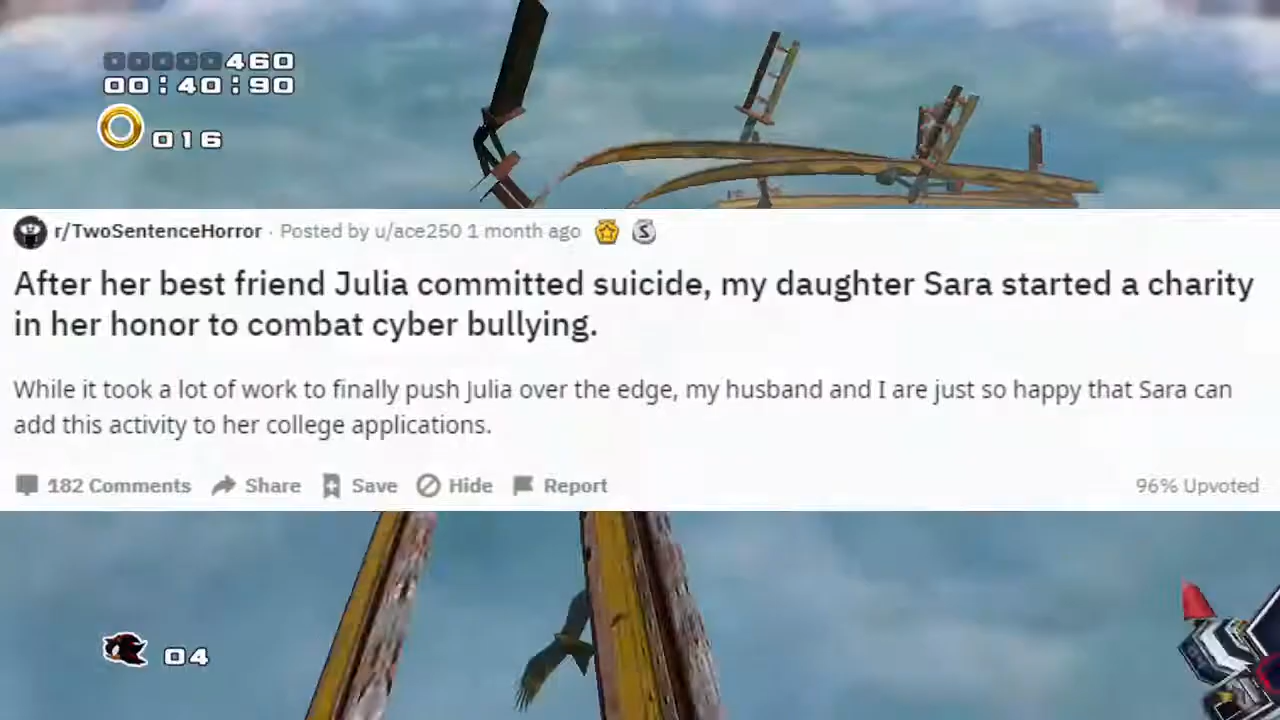 00000460
00:40:90
016
r/TwoSentenceHorror · Posted by u/ace250 1 month ago
After her best friend Julia committed suicide, my daughter Sara started a charity
in her honor to combat cyber bullying.
While it took a lot of work to finally push Julia over the edge, my husband and I are just so happy that Sara can
add this activity to her college applications.
182 Comments Share Save Hide Report 96% Upvoted
04